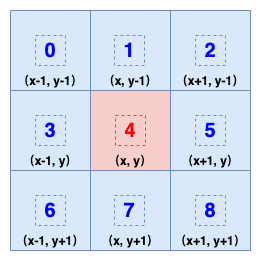 0 1 2
(x-1, y-1) (x, y-1) (x+1, y-1)
3 4 5
(x-1, y) (x, y) (x+1, y)
6 7 8
(x-1, y+1) (x, y+1) (x+1, y+1)